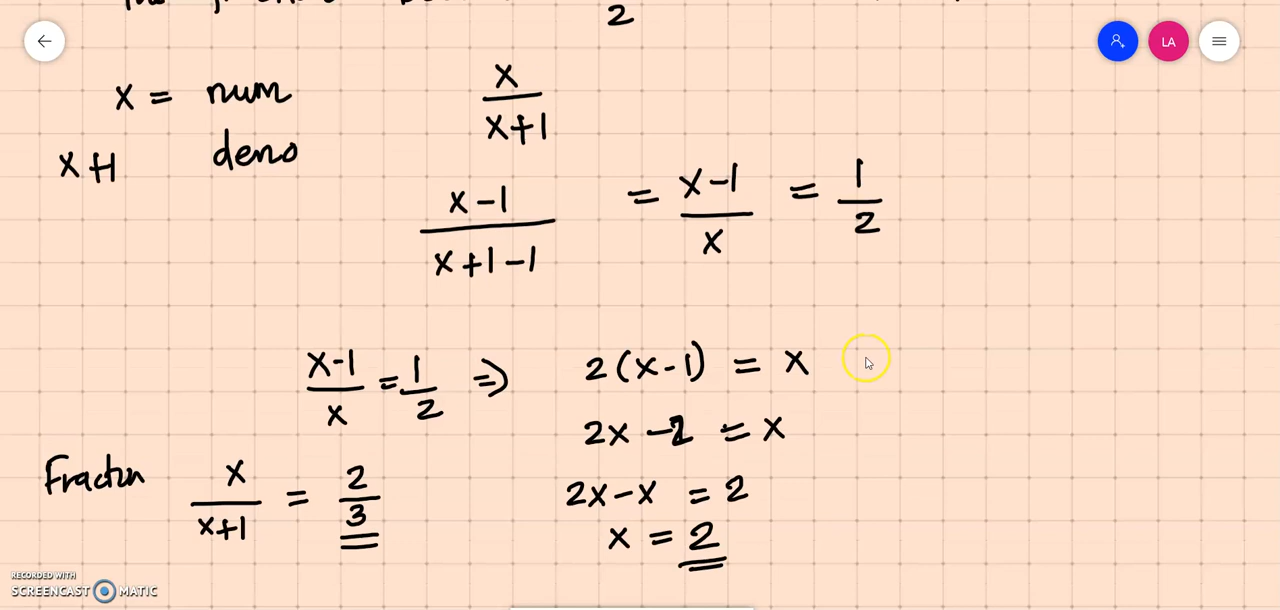 2
LA
x = num
x+1 deno
x
x+1
x-1
x+1-1
= x-1
x
= 1
2
x-1
x
= 1
2
=>
2(x-1) = x
2x -2 = x
2x-x = 2
x = 2
Fraction x
x+1
= 2
3
RECORDED WITH
SCREENCAST MATIC